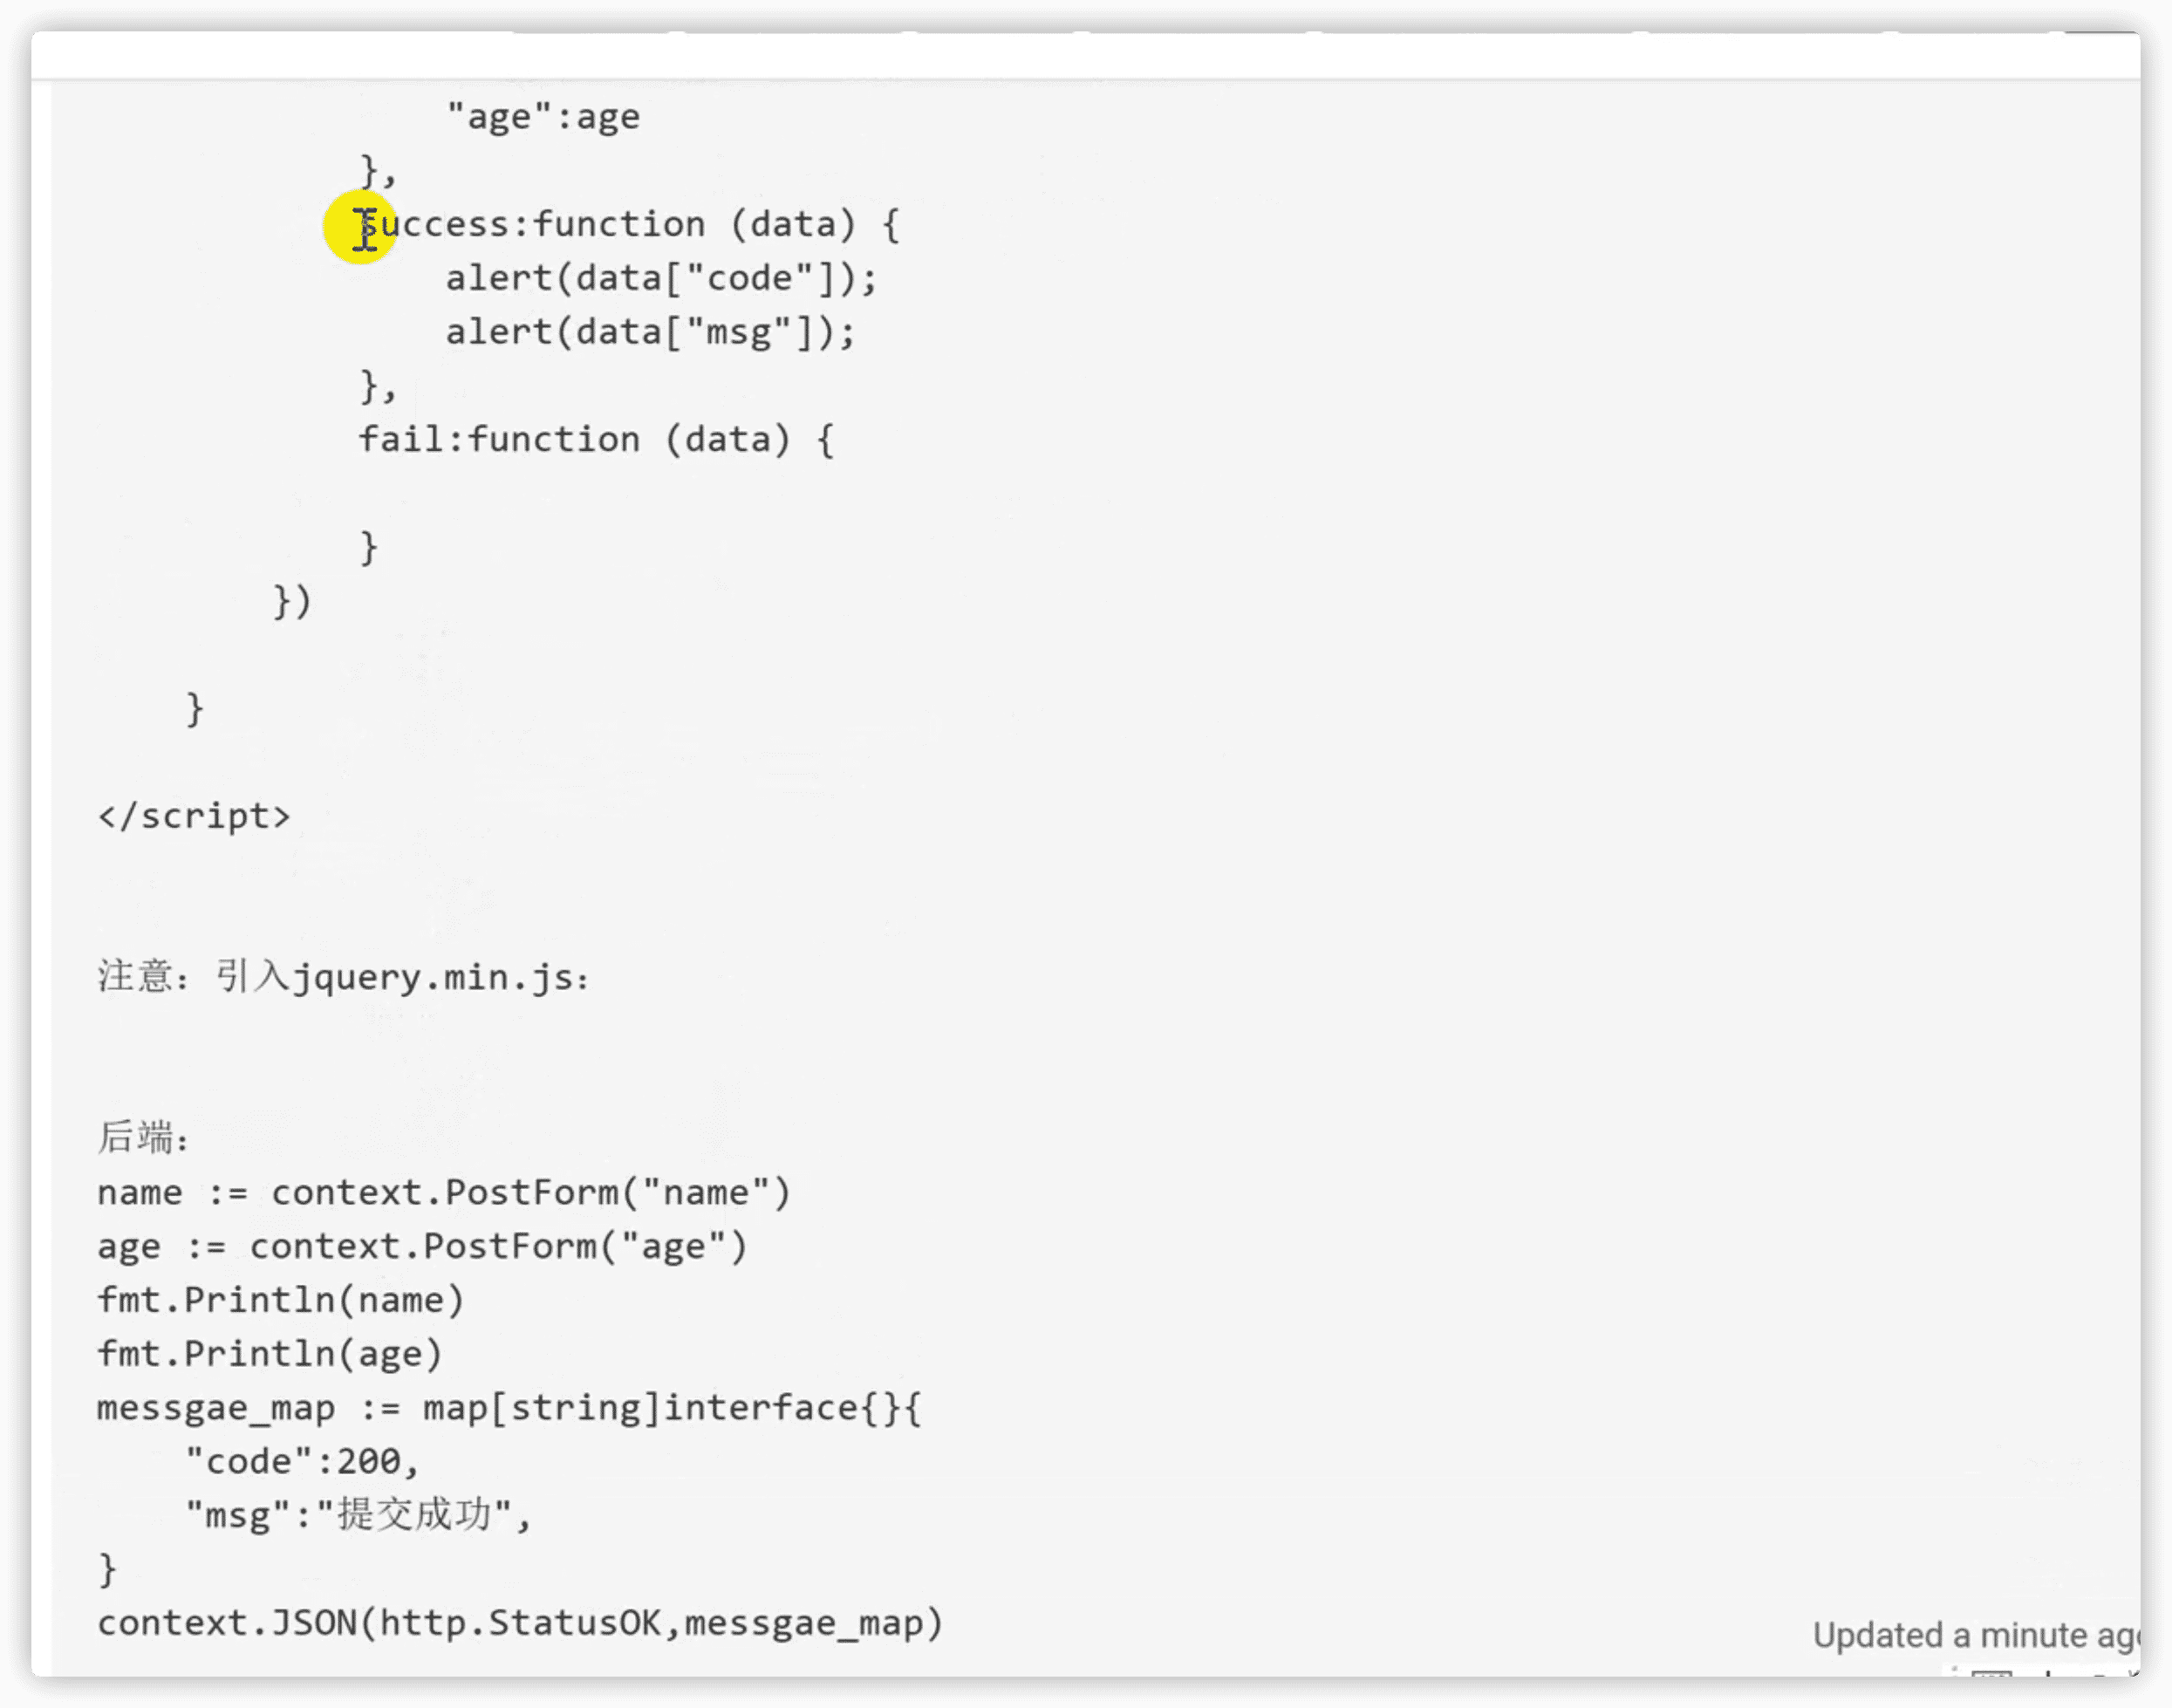 "age":age
},
success:function (data) {
alert(data["code"]);
alert(data["msg"]);
},
fail:function (data) {
}
})
}
</script>
注意：引入jquery.min.js：
后端：
name := context.PostForm("name")
age := context.PostForm("age")
fmt.Println(name)
fmt.Println(age)
messgae_map := map[string]interface{}{
"code":200,
"msg":"提交成功",
}
context.JSON(http.StatusOK,messgae_map)
Updated a minute ago